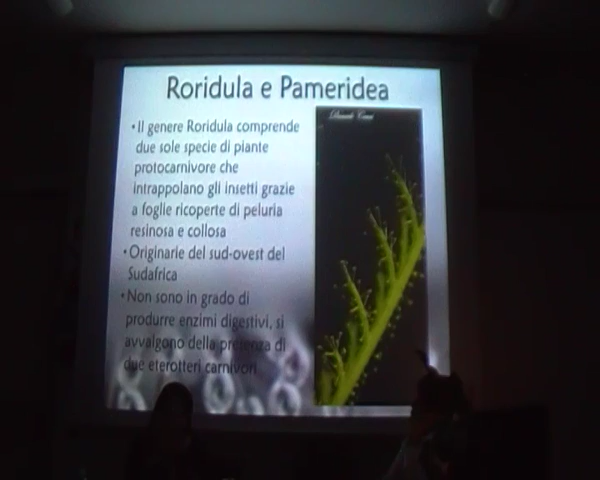 Roridula e Pameridea
•Il genere Roridula comprende
due sole specie di piante
protocarnivore che
intrappolano gli insetti grazie
a foglie ricoperte di peluria
resinosa e collosa
•Originarie del sud-ovest del
Sudafrica
•Non sono in grado di
produrre enzimi digestivi, si
avvalgono della presenza di
due eterotteri carnivori